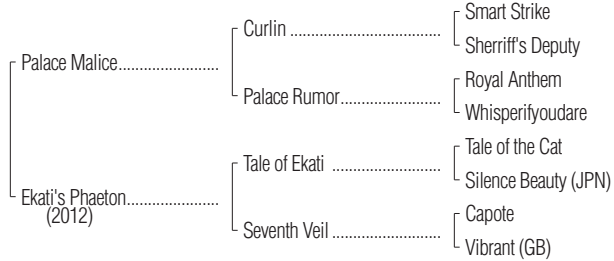 Smart Strike
Curlin
Sherriff's Deputy
Palace Malice
Royal Anthem
Palace Rumor
Whisperifyoudare
Tale of the Cat
Tale of Ekati
Silence Beauty (JPN)
Ekati's Phaeton
(2012)
Capote
Seventh Veil
Vibrant (GB)